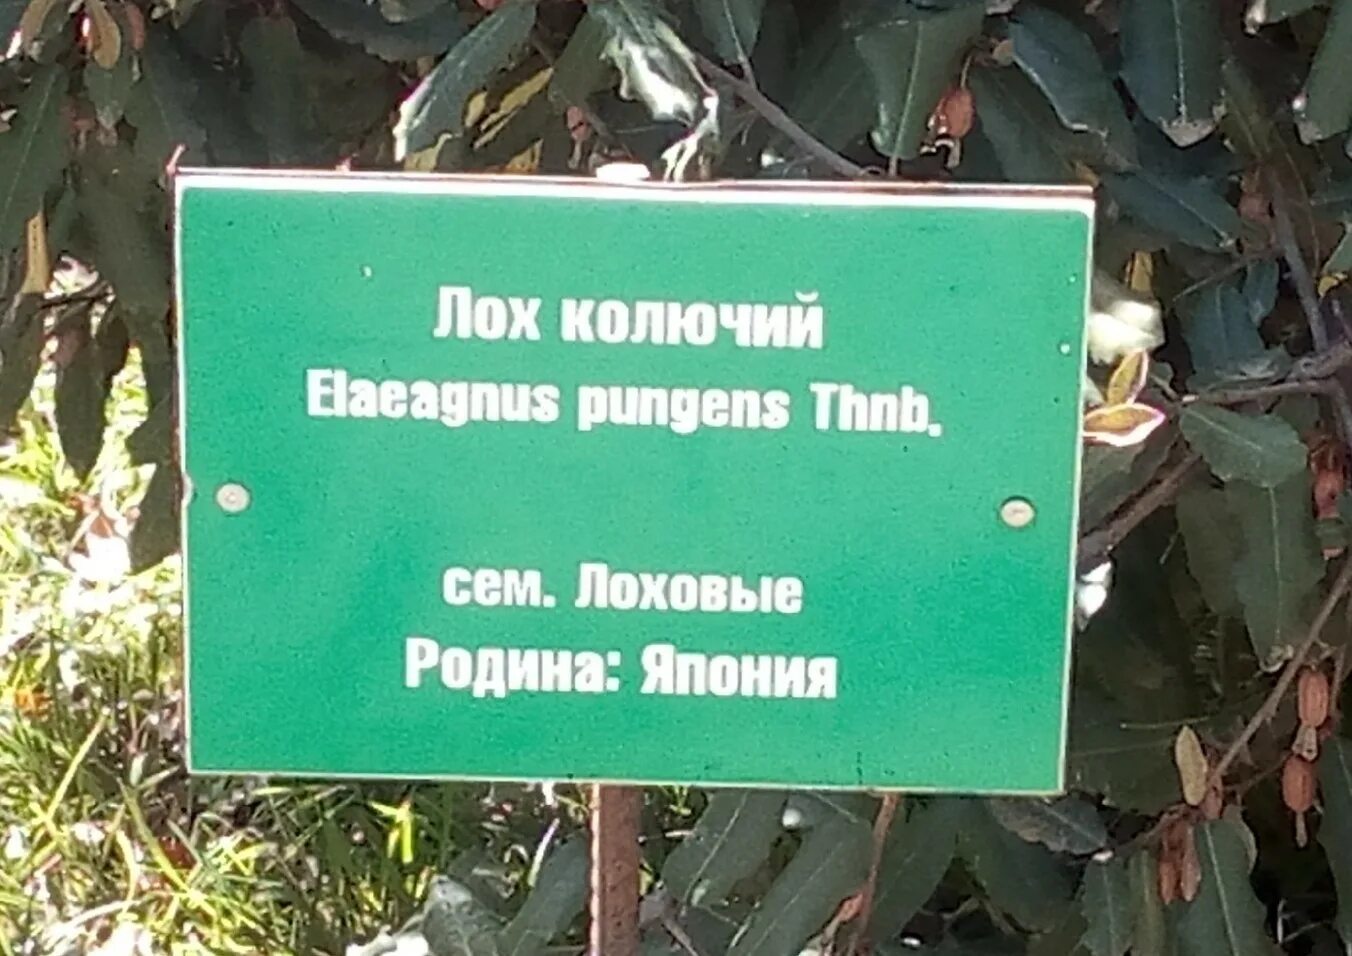 Лох колючий
Elaeagnus pungens Thnb.
сем. Лоховые
Родина: Япония